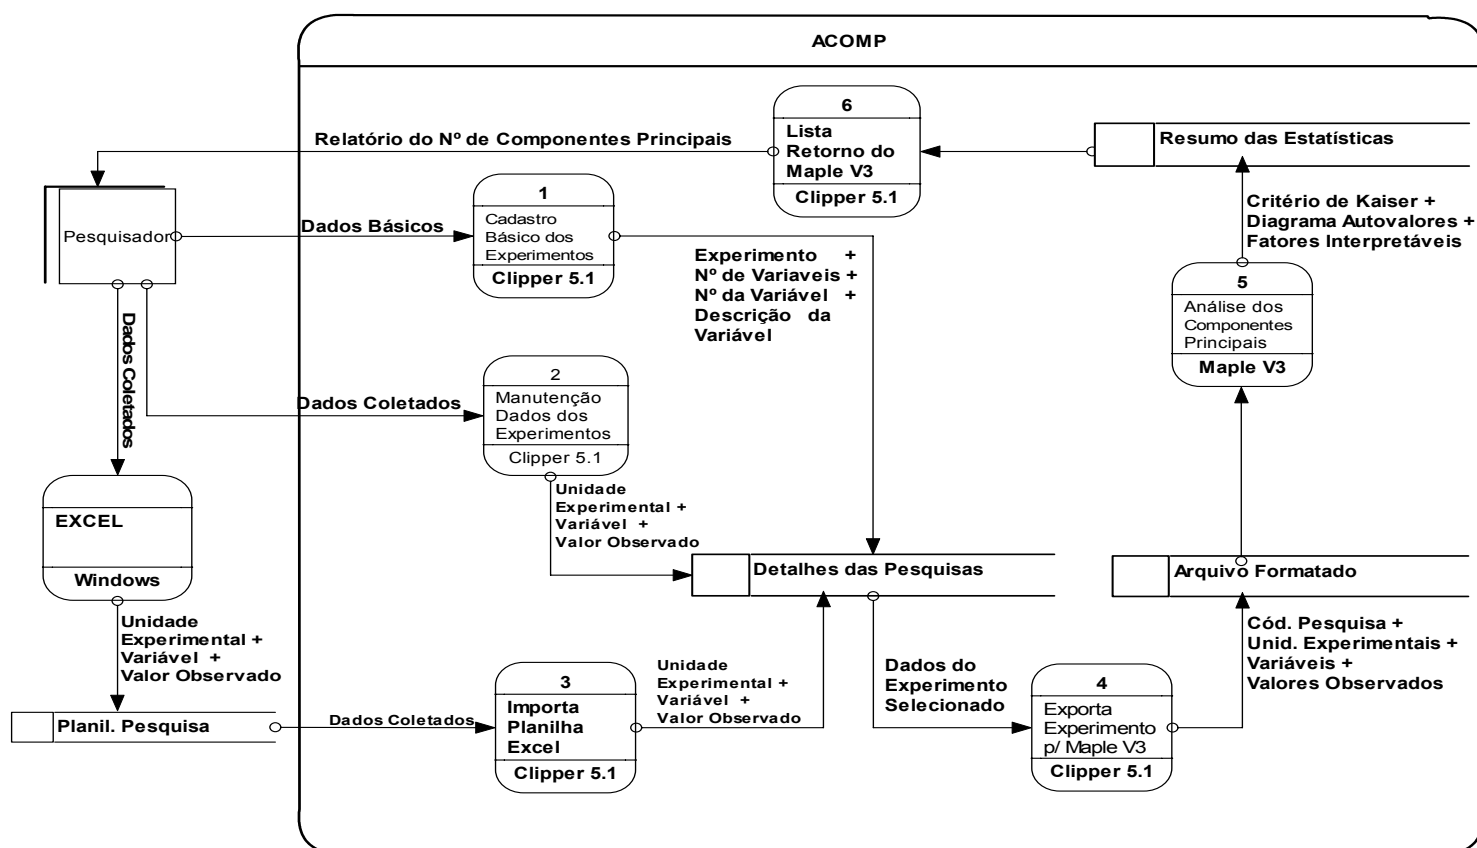 ACOMP
6
Lista
Retorno do
Maple V3
Clipper 5.1
Relatório do Nº de Componentes Principais
Resumo das Estatísticas
Pesquisador
Dados Básicos
1
Cadastro
Básico dos
Experimentos
Clipper 5.1
Experimento +
Nº de Variaveis +
Nº da Variável +
Descrição da
Variável
Critério de Kaiser +
Diagrama Autovalores +
Fatores Interpretáveis
5
Análise dos
Componentes
Principais
Maple V3
Dados Coletados
Dados Coletados
2
Manutenção
Dados dos
Experimentos
Clipper 5.1
Unidade
Experimental +
Variável +
Valor Observado
EXCEL
Windows
Detalhes das Pesquisas
Arquivo Formatado
Unidade
Experimental +
Variável +
Valor Observado
Planil. Pesquisa
Dados Coletados
3
Importa
Planilha
Excel
Clipper 5.1
Unidade
Experimental +
Variável +
Valor Observado
Dados do
Experimento
Selecionado
4
Exporta
Experimento
p/ Maple V3
Clipper 5.1
Cód. Pesquisa +
Unid. Experimentais +
Variáveis +
Valores Observados